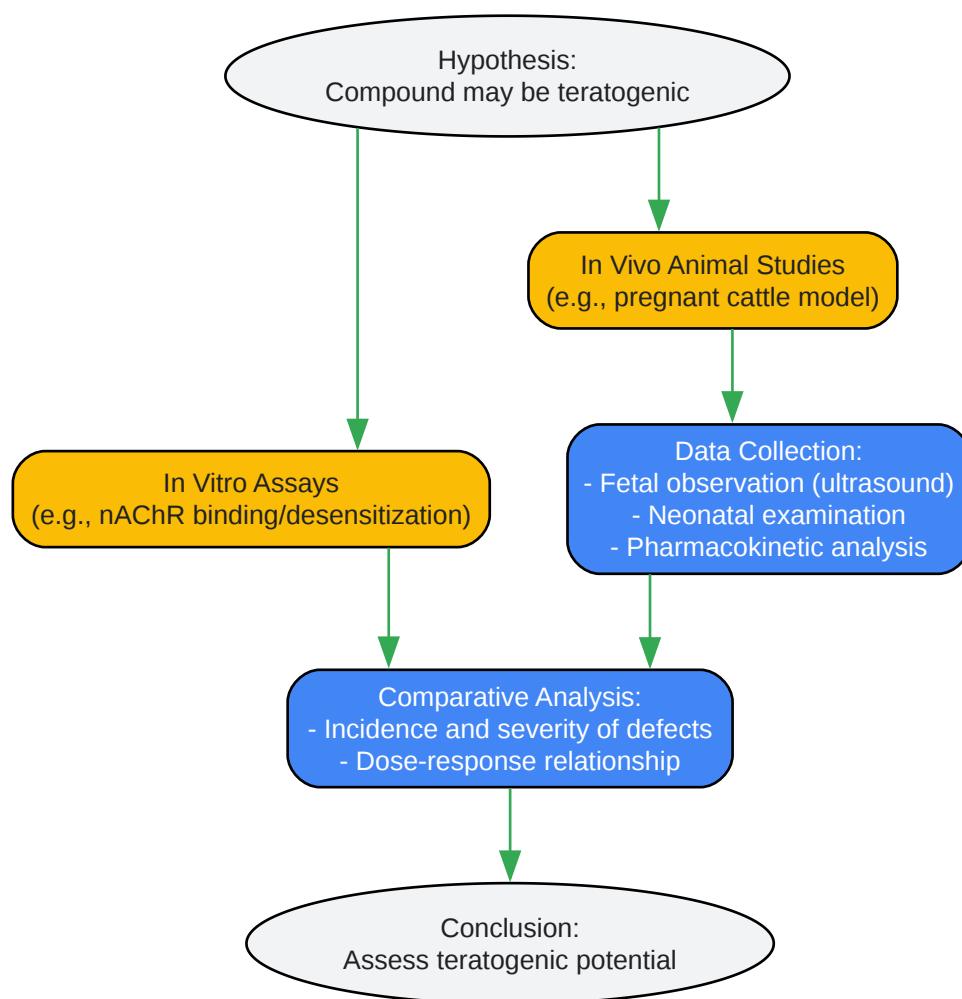 Hypothesis:
Compound may be teratogenic
In Vivo Animal Studies
(e.g., pregnant cattle model)
In Vitro Assays
(e.g., nAChR binding/desensitization)
Data Collection:
- Fetal observation (ultrasound)
- Neonatal examination
- Pharmacokinetic analysis
Comparative Analysis:
- Incidence and severity of defects
- Dose-response relationship
Conclusion:
Assess teratogenic potential